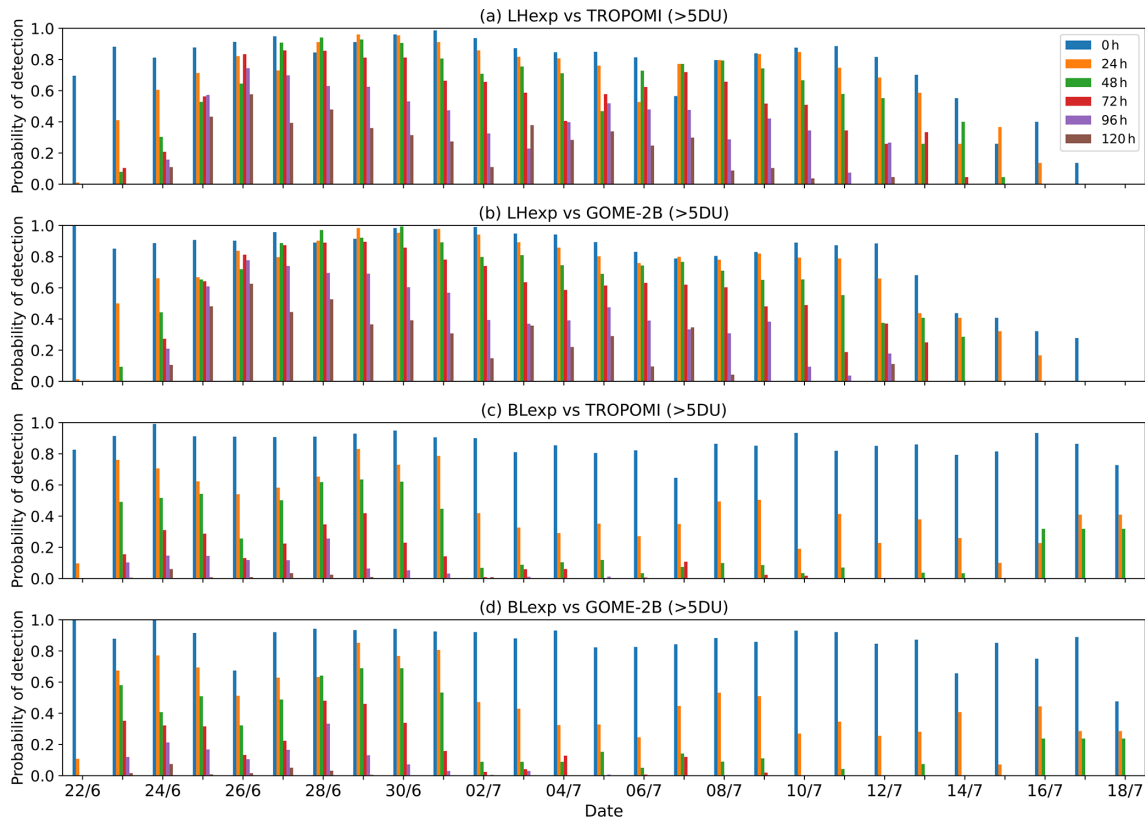 (a) LHexp vs TROPOMI (>5DU)
Probability of detection
1.0
0.8
0.6
0.4
0.2
0.0
0 h
24 h
48 h
72 h
96 h
120 h
(b) LHexp vs GOME-2B (>5DU)
Probability of detection
1.0
0.8
0.6
0.4
0.2
0.0
(c) BLexp vs TROPOMI (>5DU)
Probability of detection
1.0
0.8
0.6
0.4
0.2
0.0
(d) BLexp vs GOME-2B (>5DU)
Probability of detection
1.0
0.8
0.6
0.4
0.2
0.0
22/6 24/6 26/6 28/6 30/6 02/7 04/7 06/7 08/7 10/7 12/7 14/7 16/7 18/7
Date